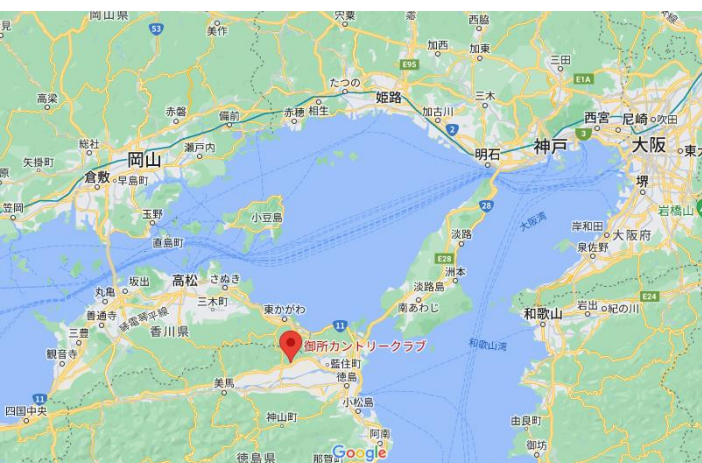 岡山県
宍粟
西脇
見
53
美作
加西
加東
三田
E95
E1A
たつの
高梁
赤磐
備前
赤穂
相生
姫路
加古川
三木
西宮
尼崎
吹田
2
3
総社
瀬戸内
矢掛町
岡山
明石
神戸
大阪
倉敷
早島町
堺
笠岡
玉野
小豆島
28
大阪湾
岩橋山
直島町
淡路
岸和田
大阪府
泉佐野
E28
洲本
坂出
高松
さぬき
丸亀
淡路島
E24
善通寺
三木町
東かがわ
南あわじ
岩出
紀の川
琴電琴平線
和歌山
三豊
香川県
11
御所カントリークラブ
和歌山湾
観音寺
藍住町
美馬
徳島
11
四国中央
小松島
神山町
由良町
阿南
御坊
徳島県
那賀町
Google